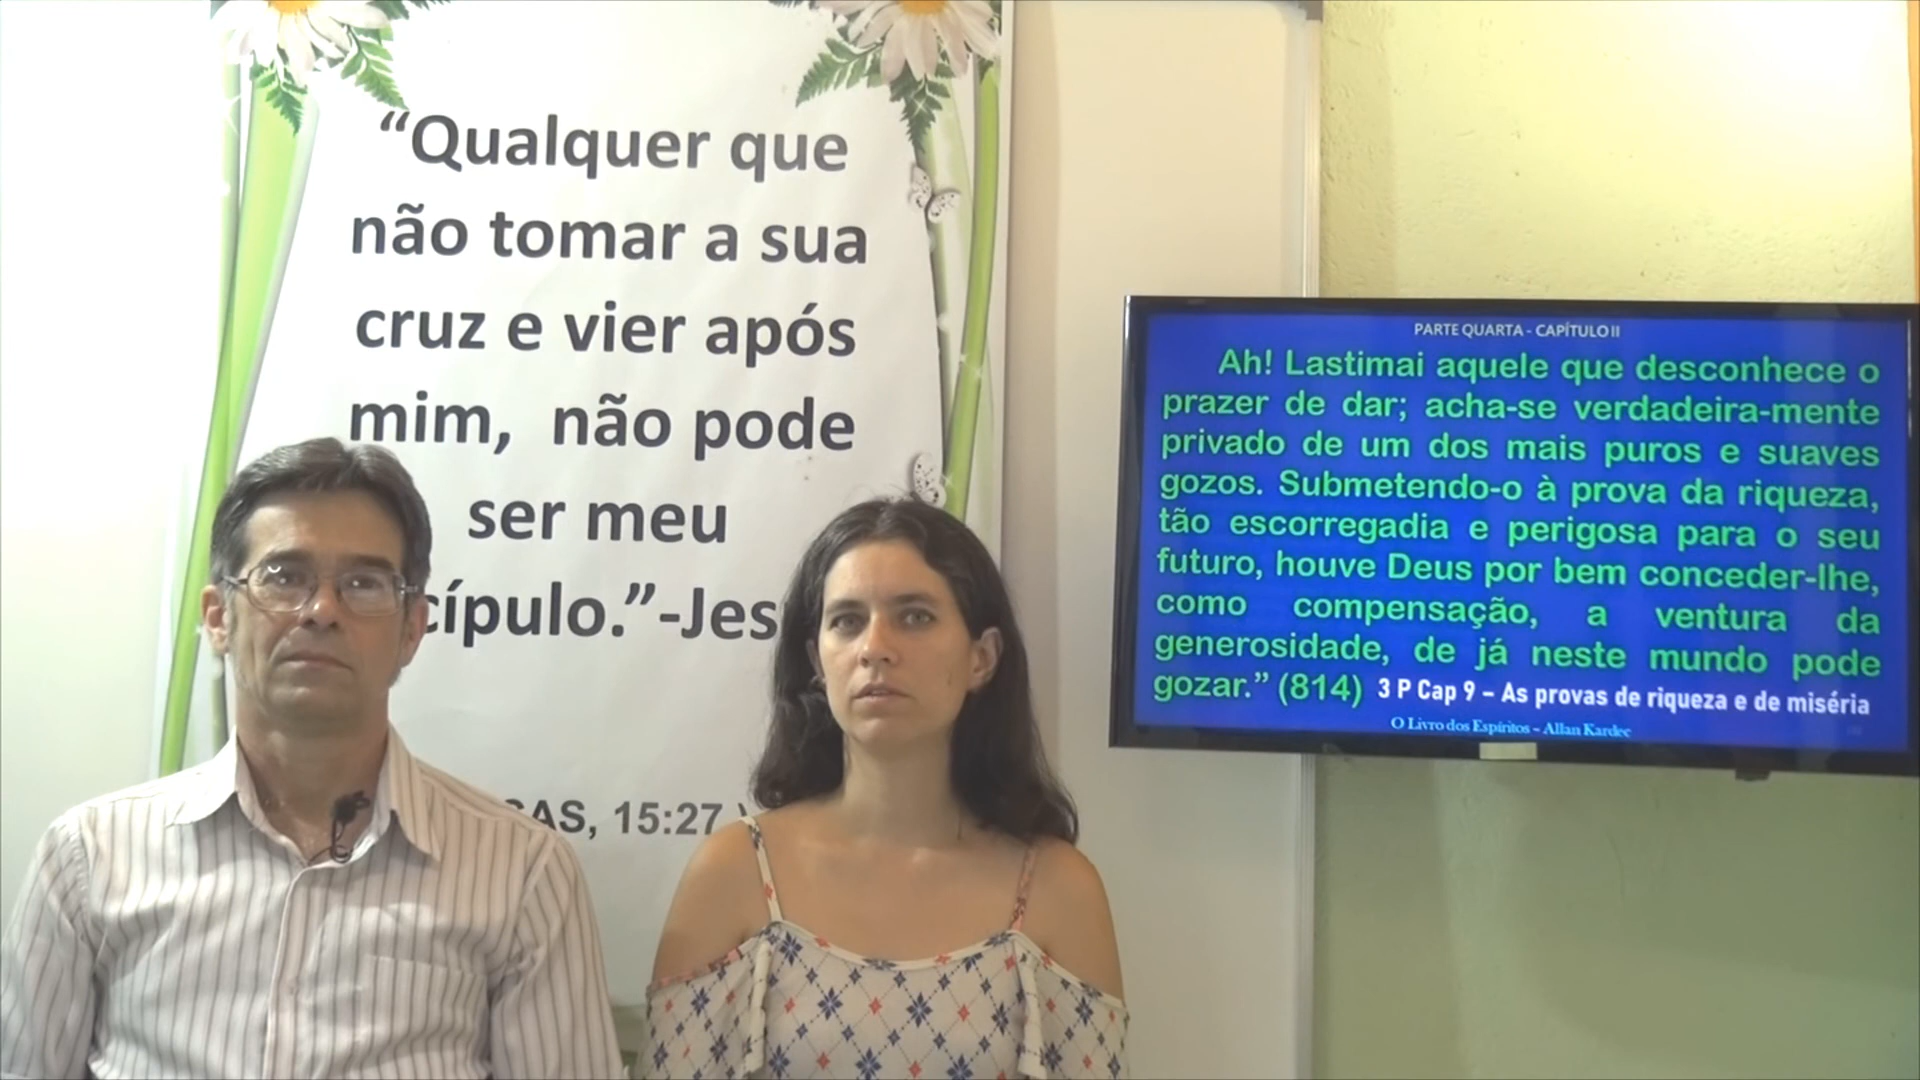 “Qualquer que
não tomar a sua
cruz e vier após
mim, não pode
ser meu
cípulo.”-Jes
CAS, 15:27 )
PARTE QUARTA - CAPÍTULO II
Ah! Lastimai aquele que desconhece o
prazer de dar; acha-se verdadeira-mente
privado de um dos mais puros e suaves
gozos. Submetendo-o à prova da riqueza,
tão escorregadia e perigosa para o seu
futuro, houve Deus por bem conceder-lhe,
como compensação, a ventura da
generosidade, de já neste mundo pode
gozar.” (814) 3 P Cap 9 – As provas de riqueza e de miséria
O Livro dos Espíritos – Allan Kardec